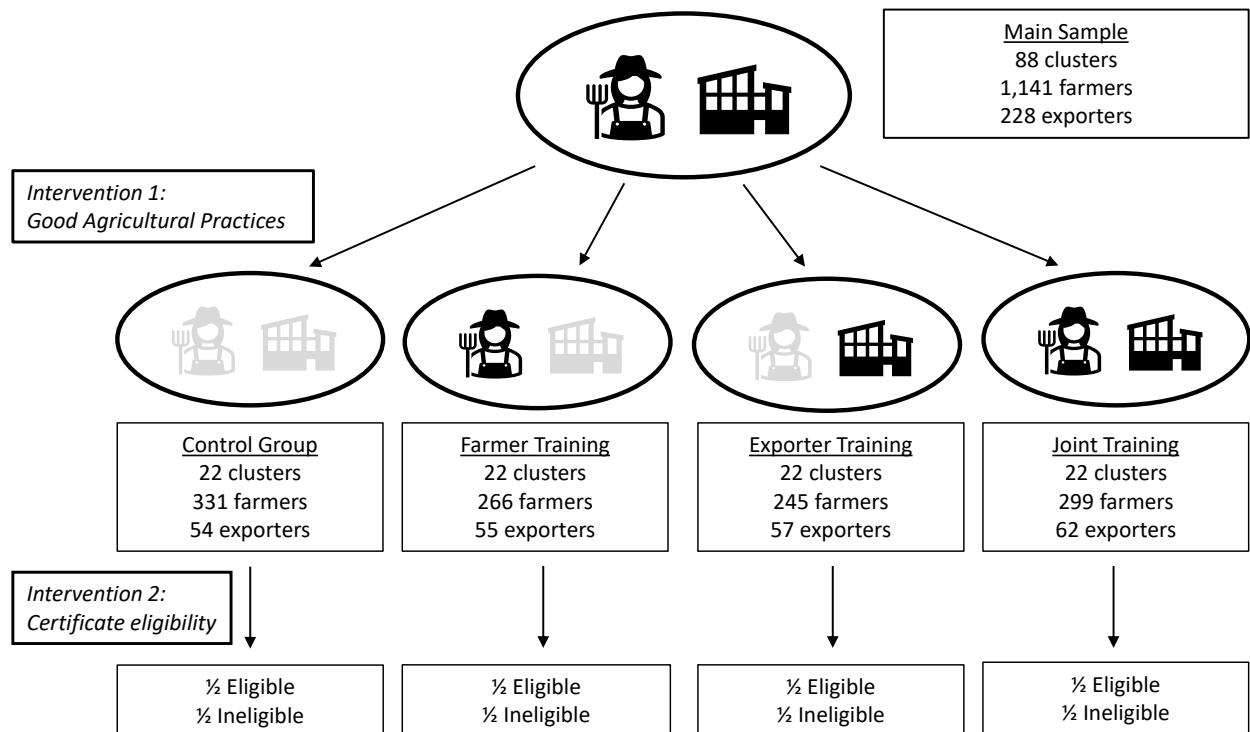 Main Sample
88 clusters
1,141 farmers
228 exporters
Intervention 1:
Good Agricultural Practices
Control Group
22 clusters
331 farmers
54 exporters
Farmer Training
22 clusters
266 farmers
55 exporters
Exporter Training
22 clusters
245 farmers
57 exporters
Joint Training
22 clusters
299 farmers
62 exporters
Intervention 2:
Certificate eligibility
½ Eligible
½ Ineligible
½ Eligible
½ Ineligible
½ Eligible
½ Ineligible
½ Eligible
½ Ineligible